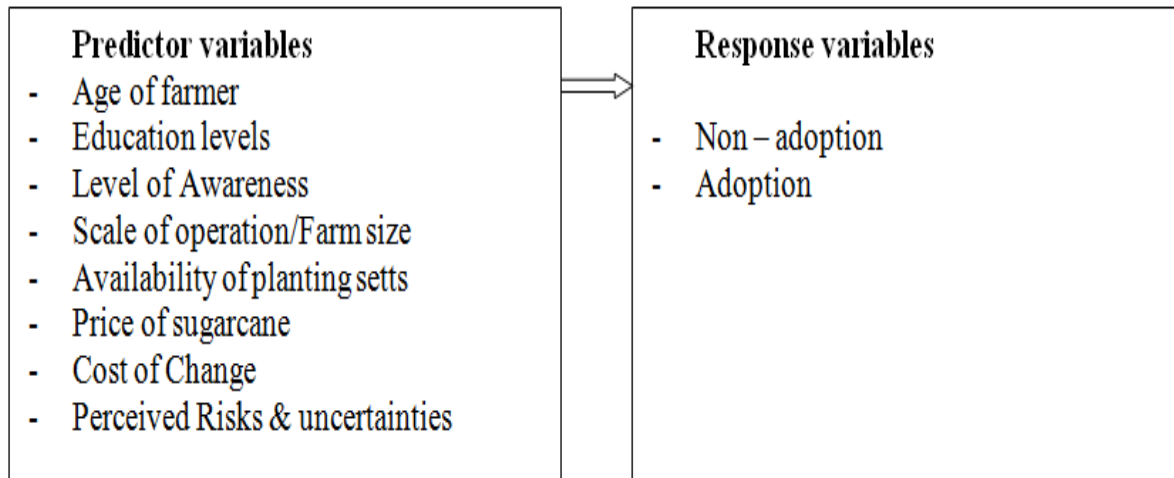 Predictor variables
- Age of farmer
- Education levels
- Level of Awareness
- Scale of operation/Farm size
- Availability of planting setts
- Price of sugarcane
- Cost of Change
- Perceived Risks & uncertainties
Response variables
- Non – adoption
- Adoption